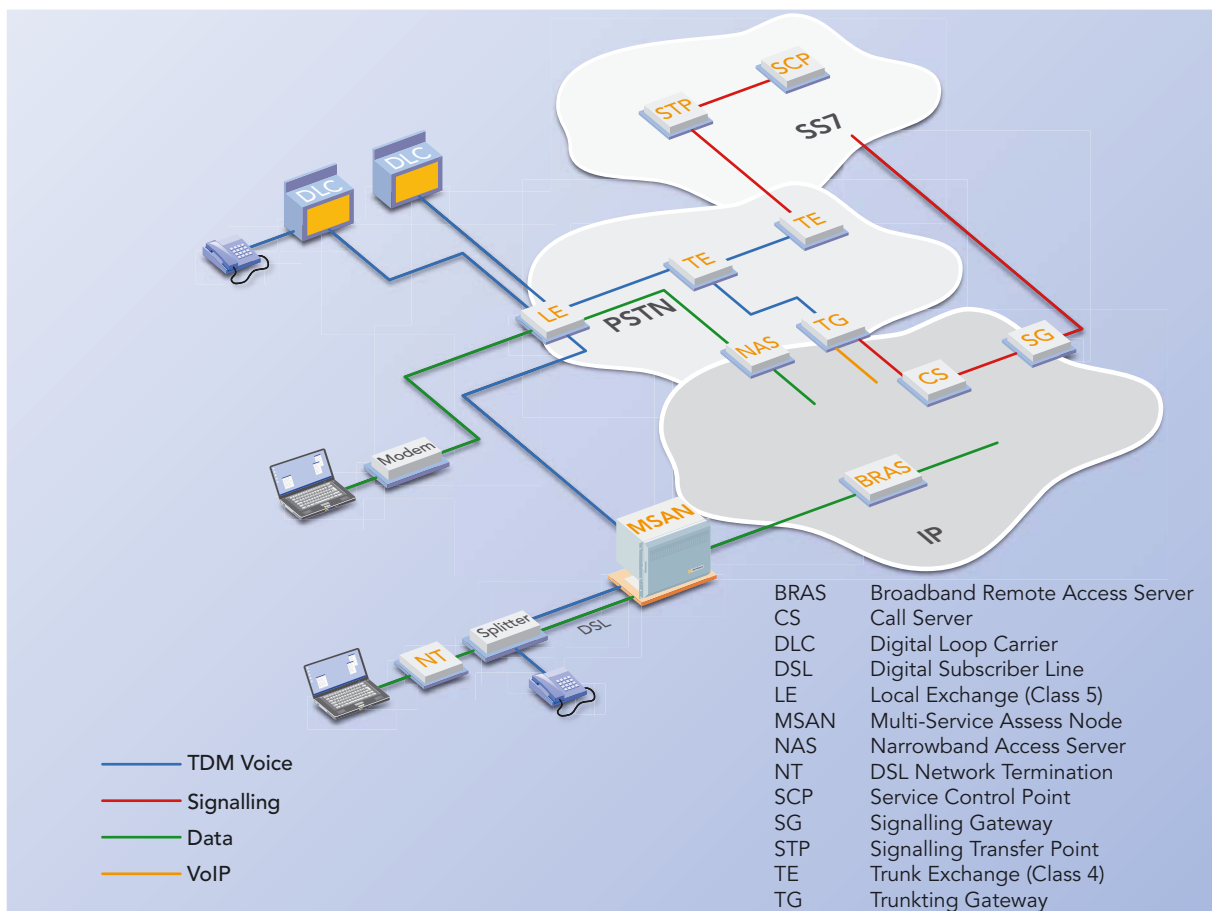 SCP
STP
SS7
DLC
DLC
TE
TE
LE
PSTN
TG
NAS
SG
CS
Modem
BRAS
MSAN
IP
Splitter
DSL
NT
TDM Voice
Signalling
Data
VoIP
BRAS Broadband Remote Access Server
CS Call Server
DLC Digital Loop Carrier
DSL Digital Subscriber Line
LE Local Exchange (Class 5)
MSAN Multi-Service Assess Node
NAS Narrowband Access Server
NT DSL Network Termination
SCP Service Control Point
SG Signalling Gateway
STP Signalling Transfer Point
TE Trunk Exchange (Class 4)
TG Trunkting Gateway